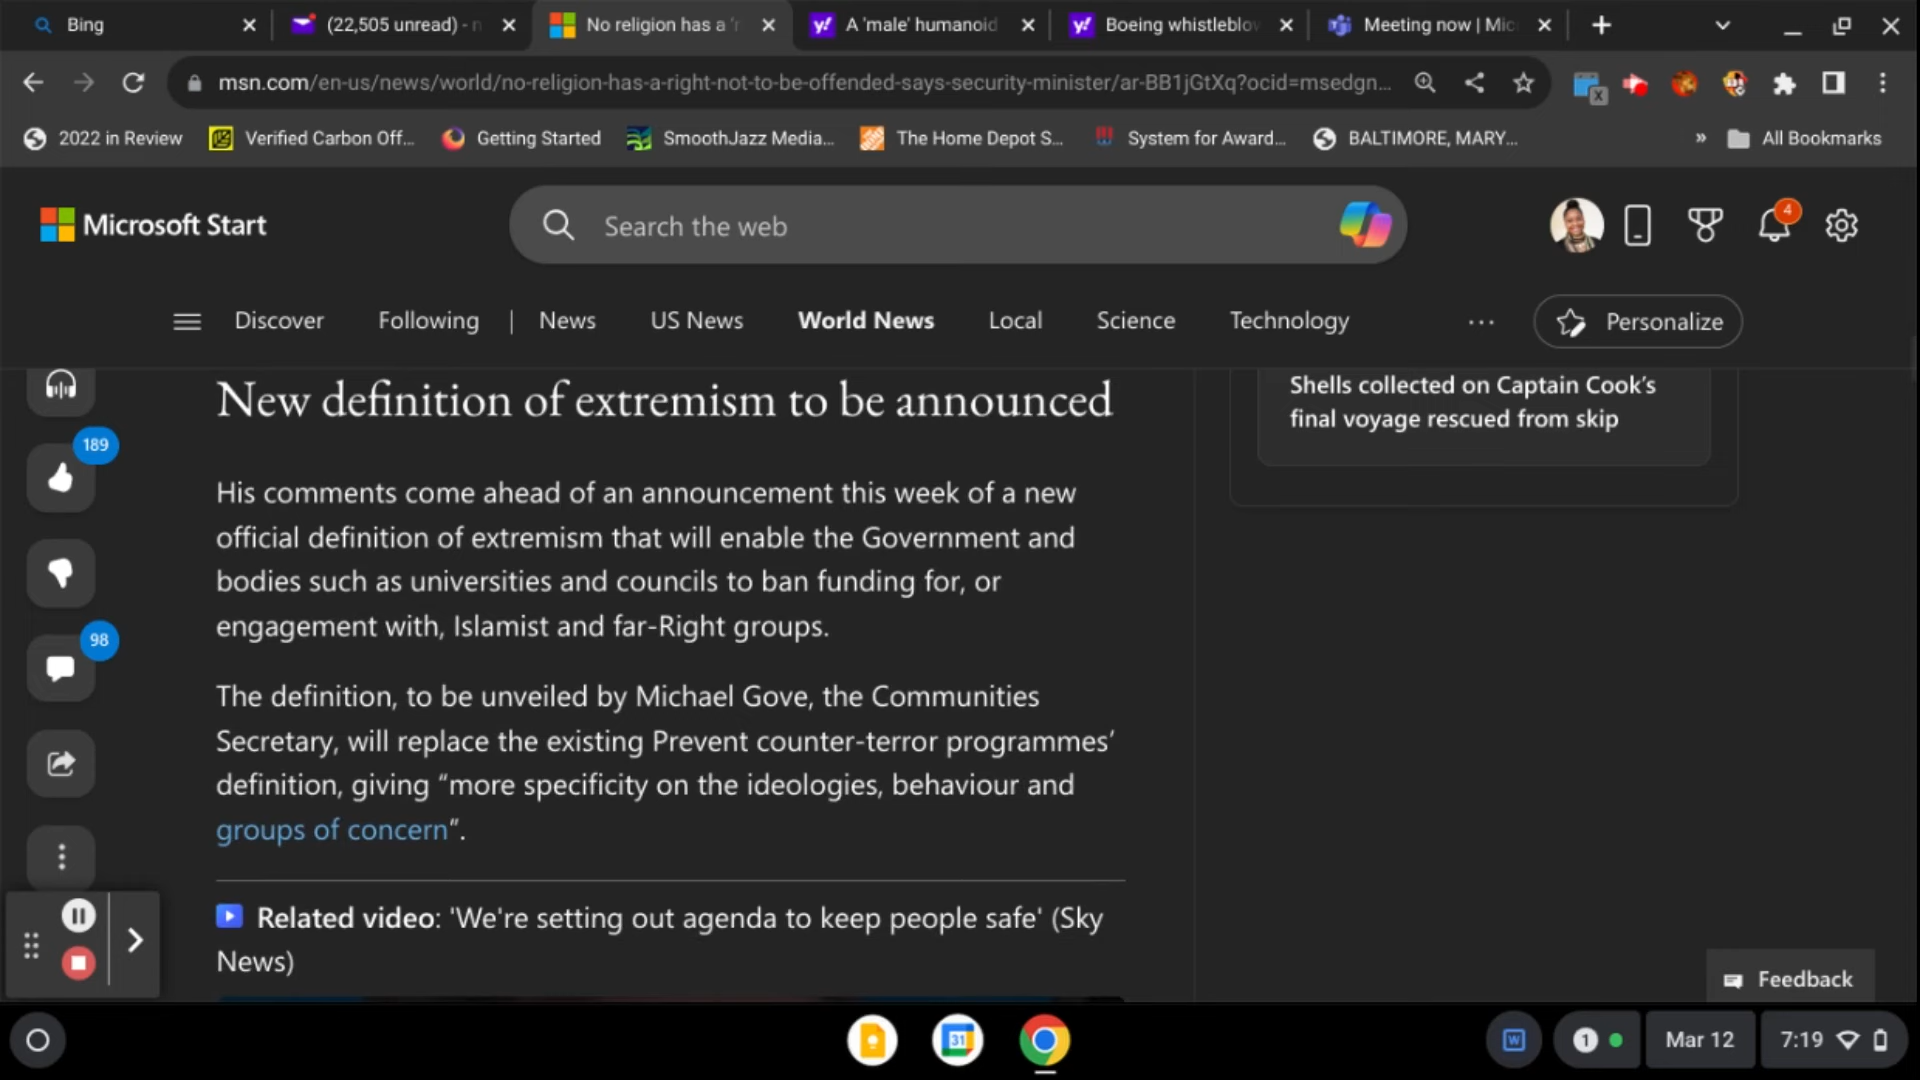 Bing
(22,505 unread) - n
No religion has a 'r
A 'male' humanoid
Boeing whistleblov
Meeting now | Mic
msn.com/en-us/news/world/no-religion-has-a-right-not-to-be-offended-says-security-minister/ar-BB1jGtXq?ocid=msedgn...
2022 in Review
Verified Carbon Off...
Getting Started
SmoothJazz Media...
The Home Depot S...
System for Award...
BALTIMORE, MARY...
»
All Bookmarks
Microsoft Start
Search the web
4
Discover
Following
News
US News
World News
Local
Science
Technology
...
Personalize
New definition of extremism to be announced
Shells collected on Captain Cook's
final voyage rescued from skip
189
98
His comments come ahead of an announcement this week of a new
official definition of extremism that will enable the Government and
bodies such as universities and councils to ban funding for, or
engagement with, Islamist and far-Right groups.
The definition, to be unveiled by Michael Gove, the Communities
Secretary, will replace the existing Prevent counter-terror programmes’
definition, giving “more specificity on the ideologies, behaviour and
groups of concern”.
Related video: 'We're setting out agenda to keep people safe' (Sky
News)
Feedback
31
W
1
Mar 12
7:19